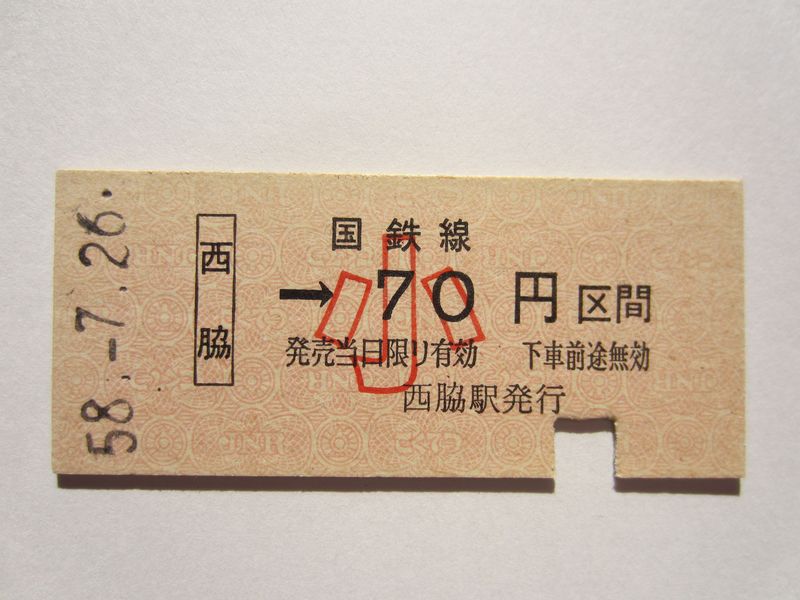 58.-7.26.
西脇
国鉄線
→70円区間
小
発売当日限り有効 下車前途無効
西脇駅発行